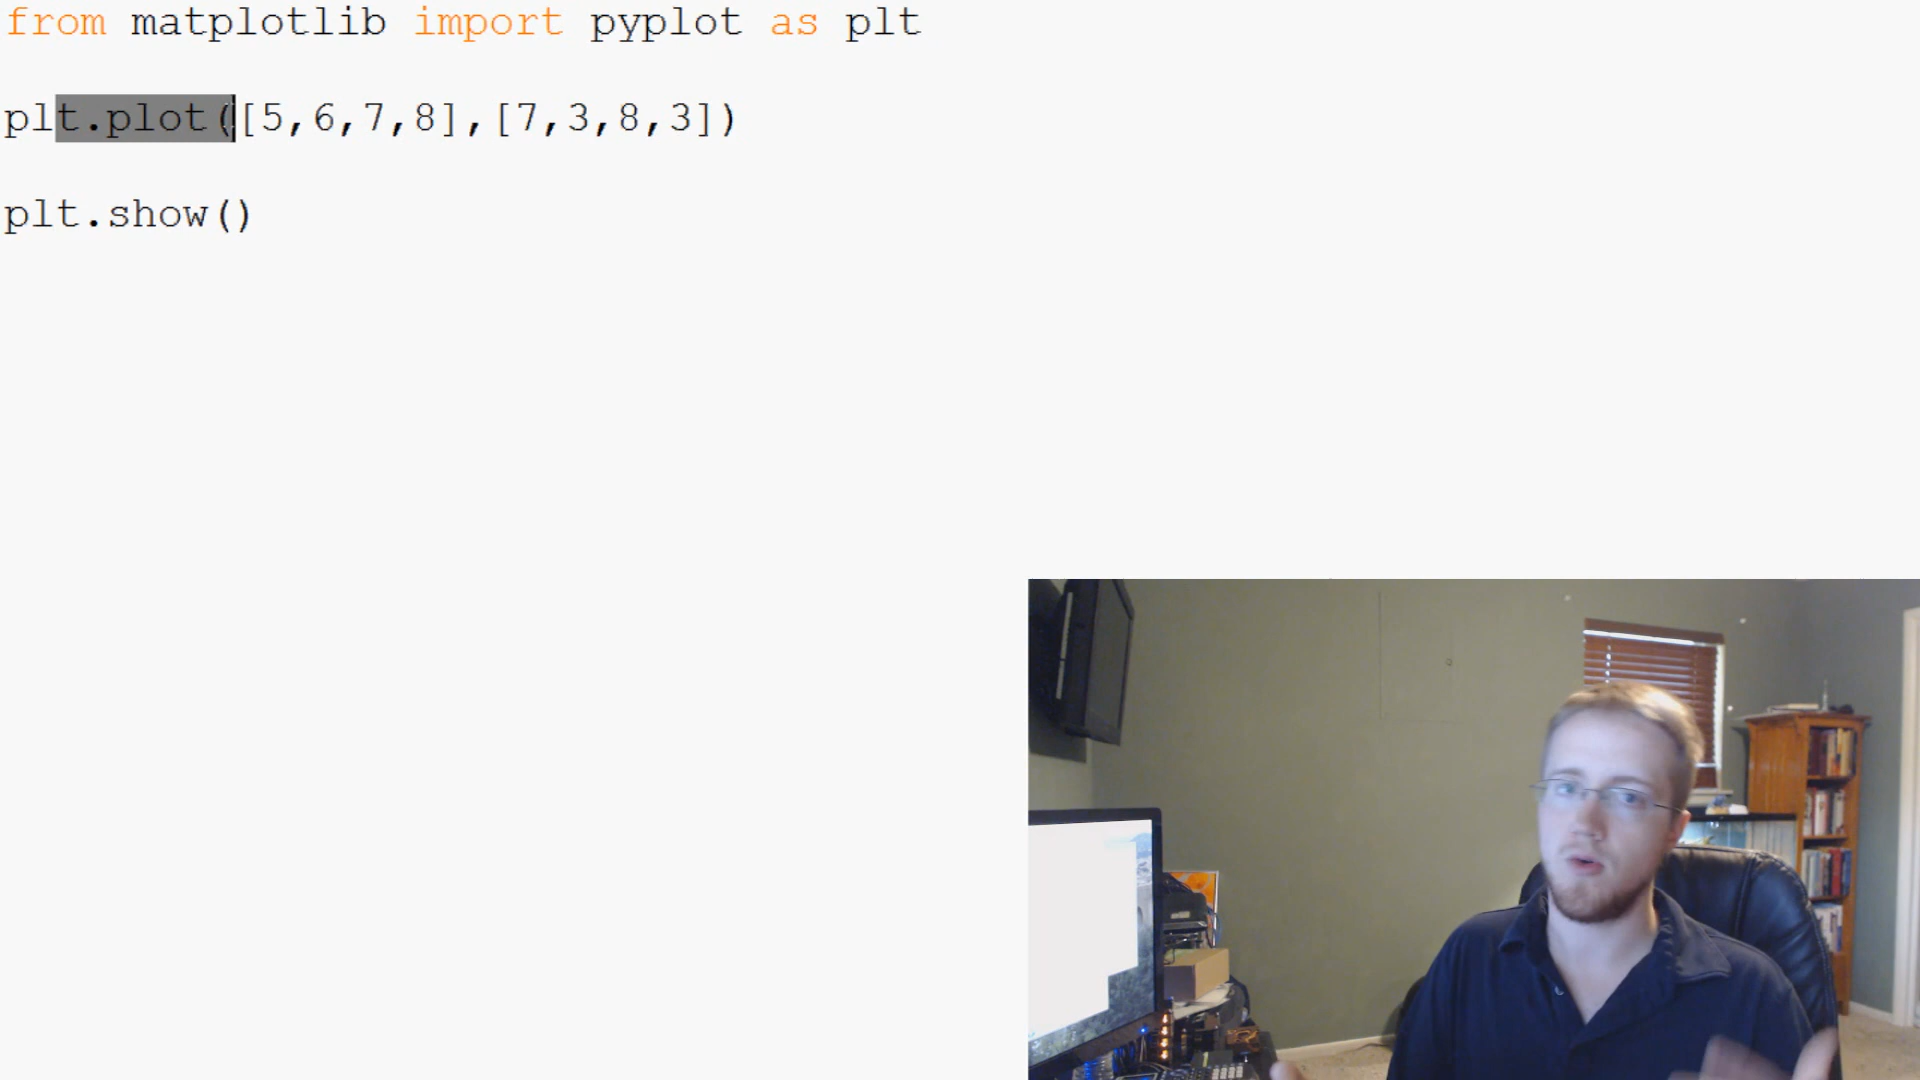 from matplotlib import pyplot as plt
plt.plot([5,6,7,8],[7,3,8,3])
plt.show()